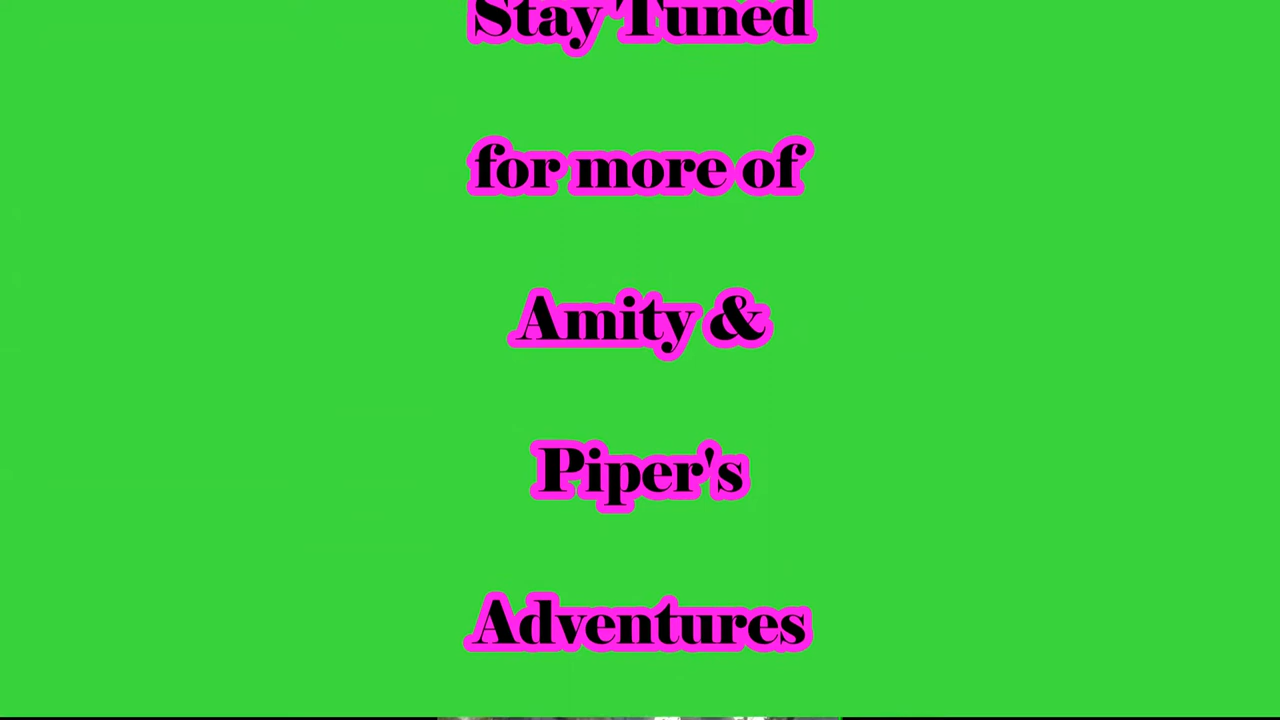 Stay Tuned
for more of
Amity &
Piper's
Adventures